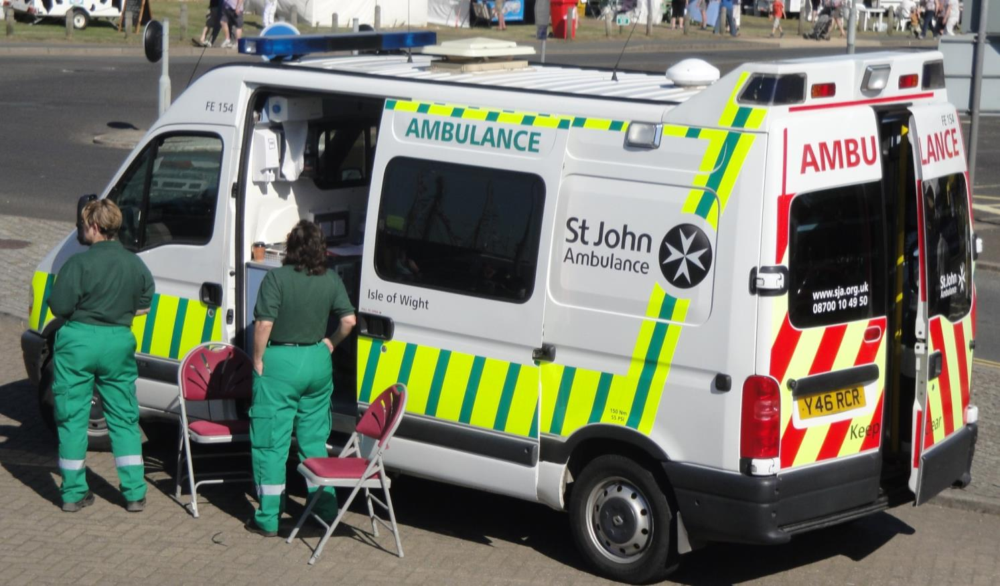 FE 154
AMBULANCE
St John
Ambulance
Isle of Wight
150 Nm
55 PSI
AMBU
LANCE
FE 154
www.sja.org.uk
08700 10 49 50
St John
Ambulance
Y46 RCR
Keep
Clear